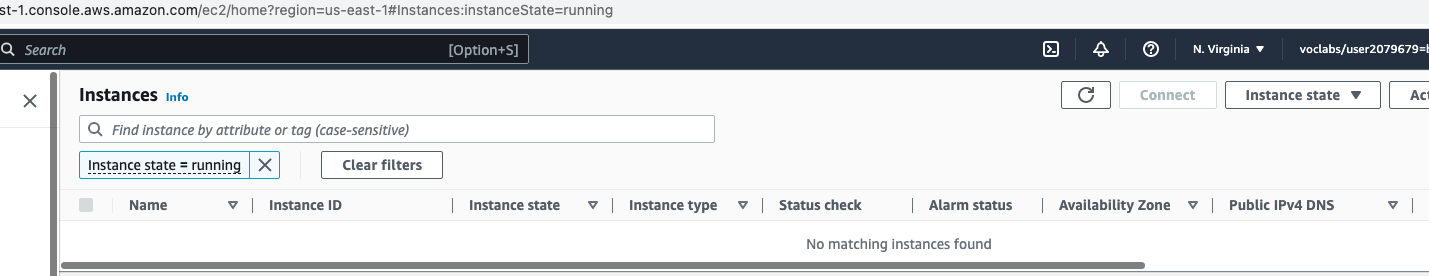 st-1.console.aws.amazon.com/ec2/home?region=us-east-1#Instances:instanceState=running
Search [Option+S] N. Virginia voclabs/user2079679=
Instances Info Connect Instance state Act
Find instance by attribute or tag (case-sensitive)
Instance state = running Clear filters
Name Instance ID Instance state Instance type Status check Alarm status Availability Zone Public IPv4 DNS
No matching instances found